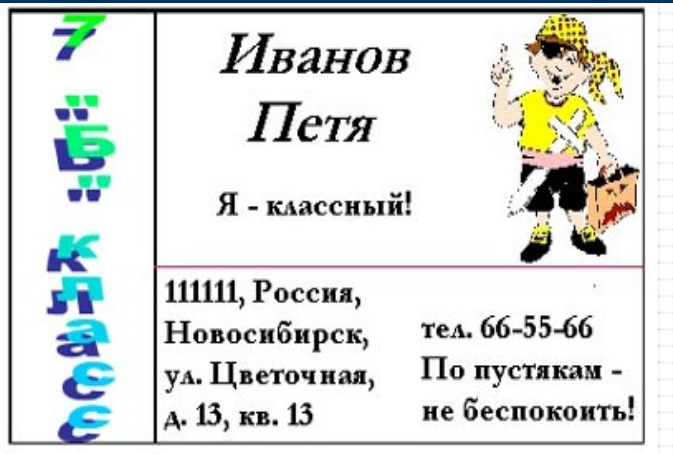 7 "Б" класс
Иванов
Петя
Я - классный!
111111, Россия,
Новосибирск,
ул. Цветочная,
д. 13, кв. 13
тел. 66-55-66
По пустякам -
не беспокоить!